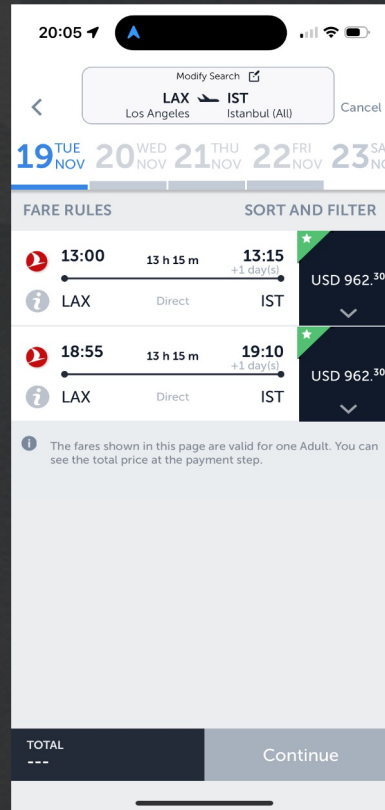 20:05
Modify Search
LAX IST
Los Angeles Istanbul (All)
Cancel
19 TUE NOV 20 WED NOV 21 THU NOV 22 FRI NOV 23
FARE RULES SORT AND FILTER
13:00 13 h 15 m 13:15
+1 day(s)
USD 962.30
LAX Direct IST
18:55 13 h 15 m 19:10
+1 day(s)
USD 962.30
LAX Direct IST
The fares shown in this page are valid for one Adult. You can
see the total price at the payment step.
TOTAL
---
Continue